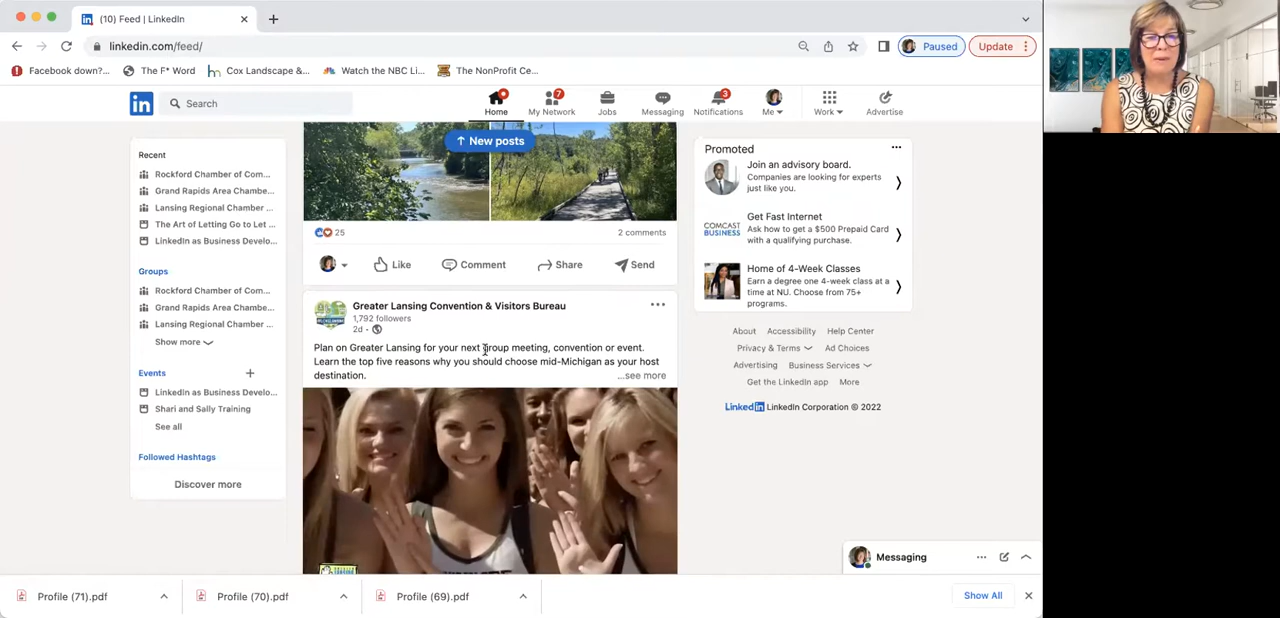 (10) Feed | LinkedIn
linkedin.com/feed/
Paused
Update
Facebook down?...
The F* Word
Cox Landscape &...
Watch the NBC Li...
The NonProfit Ce...
in
Search
Home
7
My Network
Jobs
Messaging
3
Notifications
Me
Work
Advertise
Recent
Rockford Chamber of Com...
Grand Rapids Area Chambe...
Lansing Regional Chamber ...
The Art of Letting Go to Let ...
LinkedIn as Business Develo...
Groups
Rockford Chamber of Com...
Grand Rapids Area Chambe...
Lansing Regional Chamber ...
Show more
Events
LinkedIn as Business Develo...
Shari and Sally Training
See all
Followed Hashtags
Discover more
↑ New posts
25
2 comments
Like
Comment
Share
Send
Greater Lansing Convention & Visitors Bureau
1,792 followers
2d •
Plan on Greater Lansing for your next group meeting, convention or event.
Learn the top five reasons why you should choose mid-Michigan as your host
destination.
...see more
Promoted
Join an advisory board.
Companies are looking for experts
just like you.
COMCAST
BUSINESS
Get Fast Internet
Ask how to get a $500 Prepaid Card
with a qualifying purchase.
Home of 4-Week Classes
Earn a degree one 4-week class at a
time at NU. Choose from 75+
programs.
About Accessibility Help Center
Privacy & Terms Ad Choices
Advertising Business Services
Get the LinkedIn app More
LinkedIn LinkedIn Corporation © 2022
Messaging
Profile (71).pdf
Profile (70).pdf
Profile (69).pdf
Show All